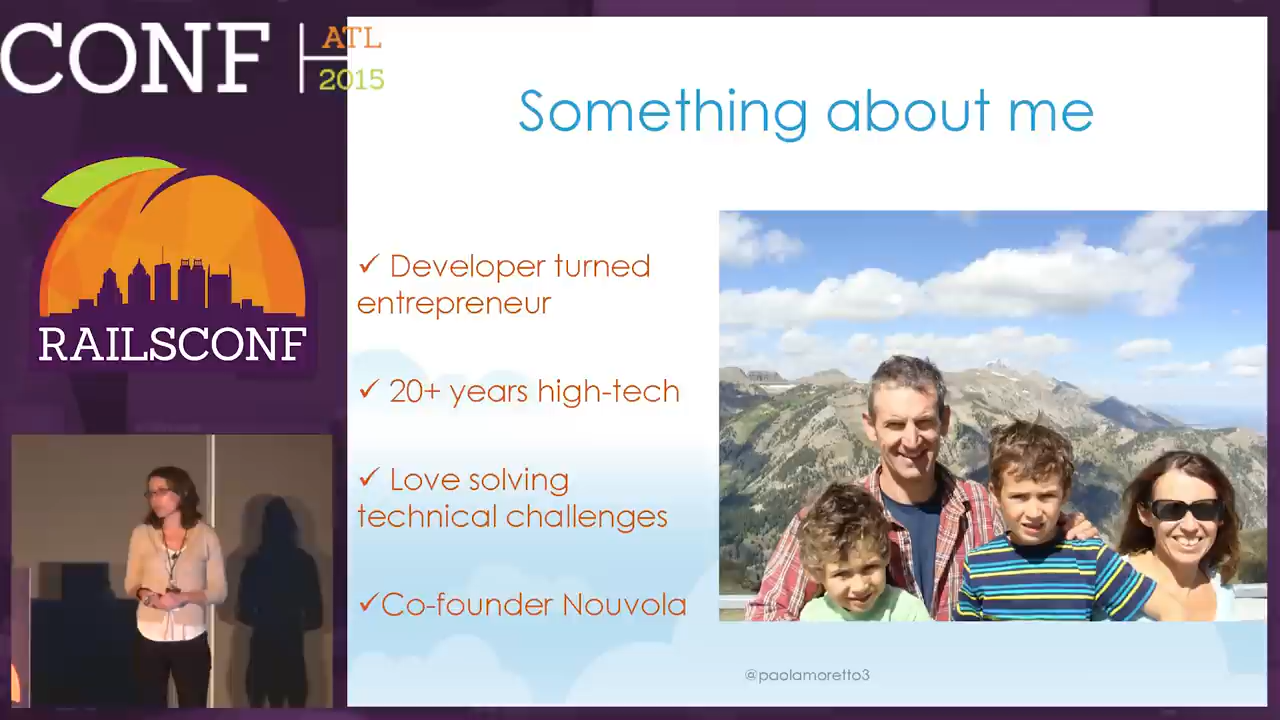 CONF
ATL
2015
RAILSCONF
Something about me
✓ Developer turned
entrepreneur
✓ 20+ years high-tech
✓ Love solving
technical challenges
✓Co-founder Nouvola
@paolamoretto3